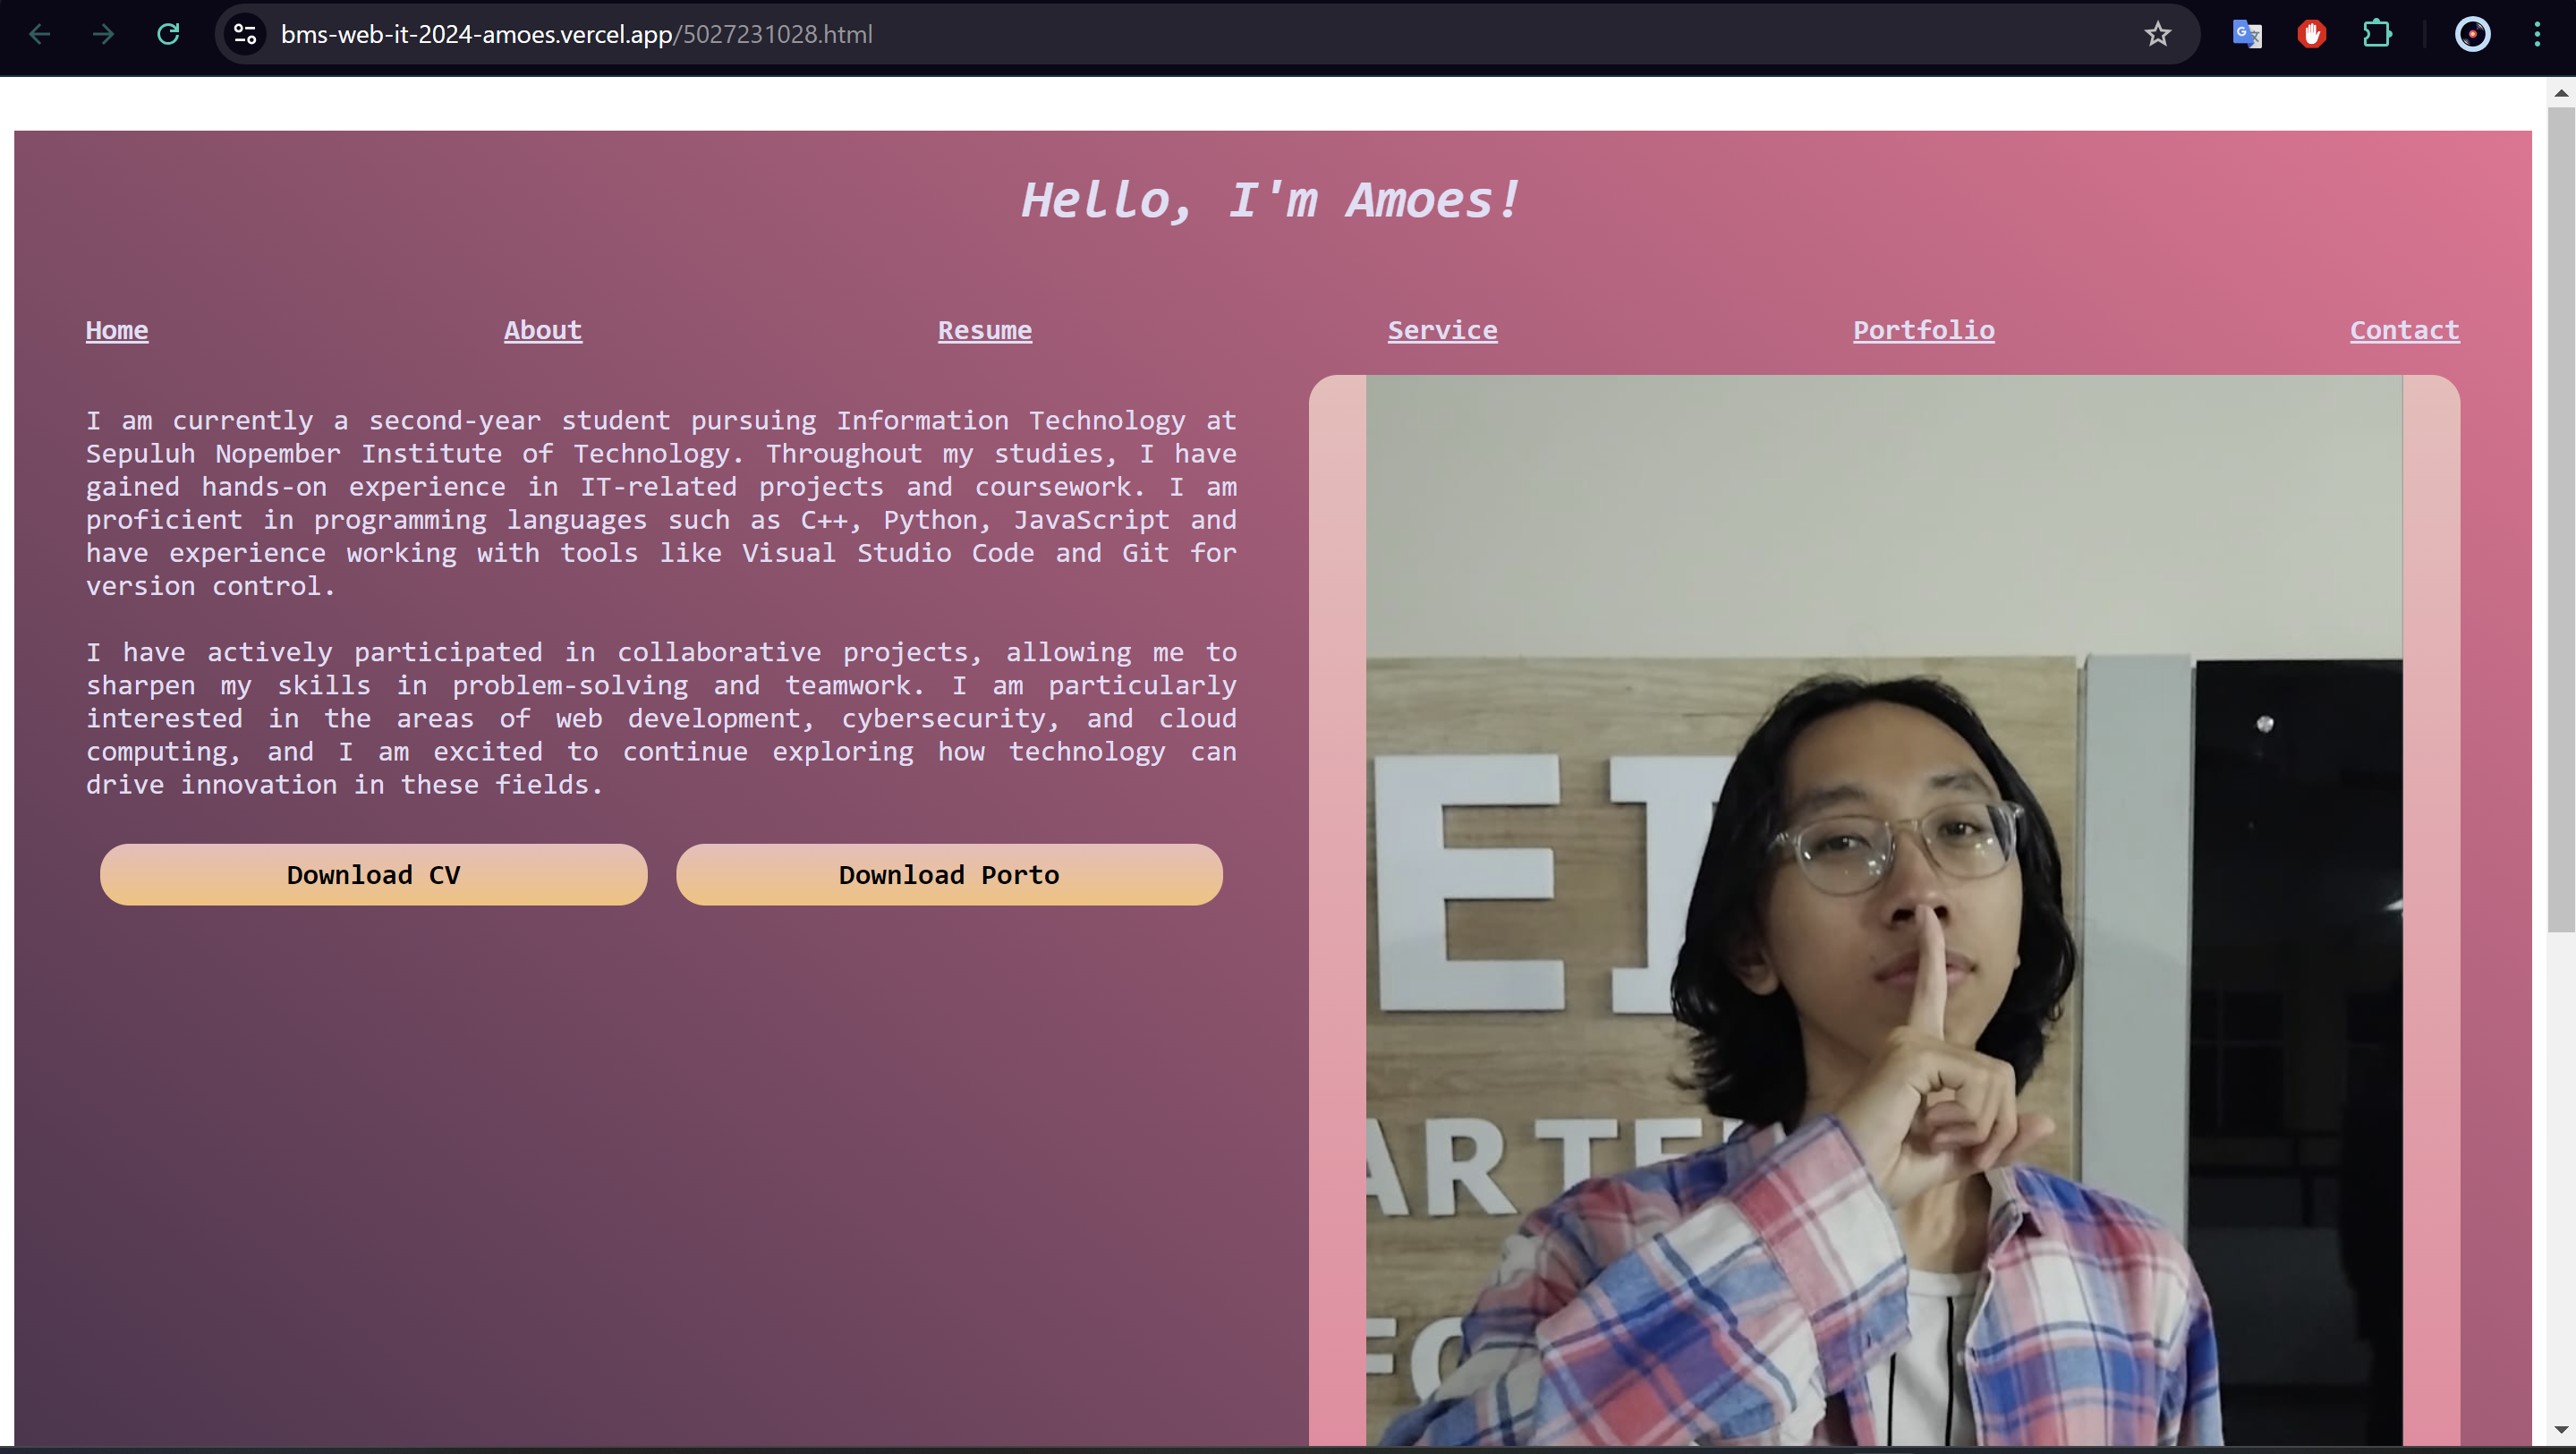 bms-web-it-2024-amoes.vercel.app/5027231028.html
Hello, I'm Amoes!
Home About Resume Service Portfolio Contact
I am currently a second-year student pursuing Information Technology at
Sepuluh Nopember Institute of Technology. Throughout my studies, I have
gained hands-on experience in IT-related projects and coursework. I am
proficient in programming languages such as C++, Python, JavaScript and
have experience working with tools like Visual Studio Code and Git for
version control.
I have actively participated in collaborative projects, allowing me to
sharpen my skills in problem-solving and teamwork. I am particularly
interested in the areas of web development, cybersecurity, and cloud
computing, and I am excited to continue exploring how technology can
drive innovation in these fields.
Download CV
Download Porto
EI